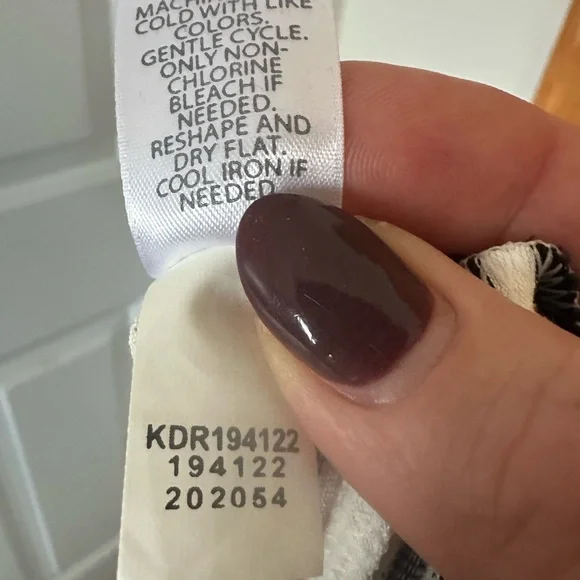 MACHINE
COLD WITH LIKE
COLORS.
GENTLE CYCLE.
ONLY NON-
CHLORINE
BLEACH IF
NEEDED.
RESHAPE AND
DRY FLAT.
COOL IRON IF
NEEDED
KDR194122
194122
202054